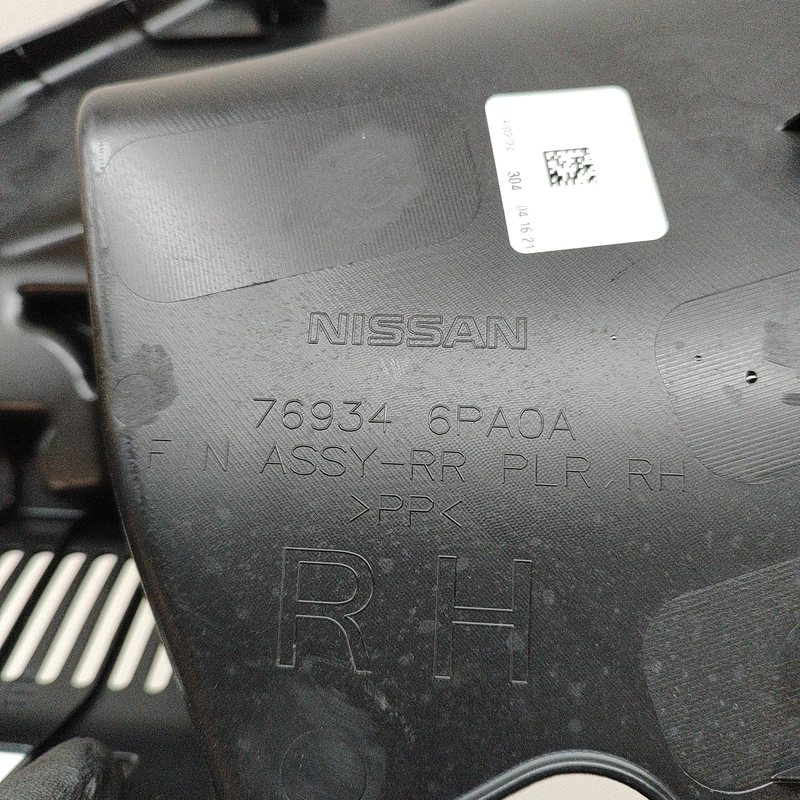 304 04 16 21
NISSAN
76934 6PA0A
FIN ASSY-RR PLR,RH
>PP<
RH